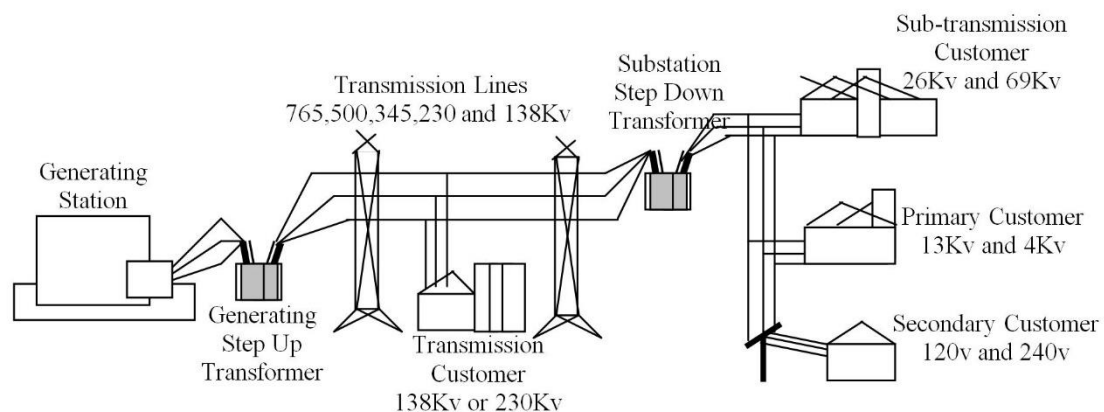 Generating
Station
Generating
Step Up
Transformer
Transmission Lines
765,500,345,230 and 138Kv
Transmission
Customer
138Kv or 230Kv
Substation
Step Down
Transformer
Sub-transmission
Customer
26Kv and 69Kv
Primary Customer
13Kv and 4Kv
Secondary Customer
120v and 240v